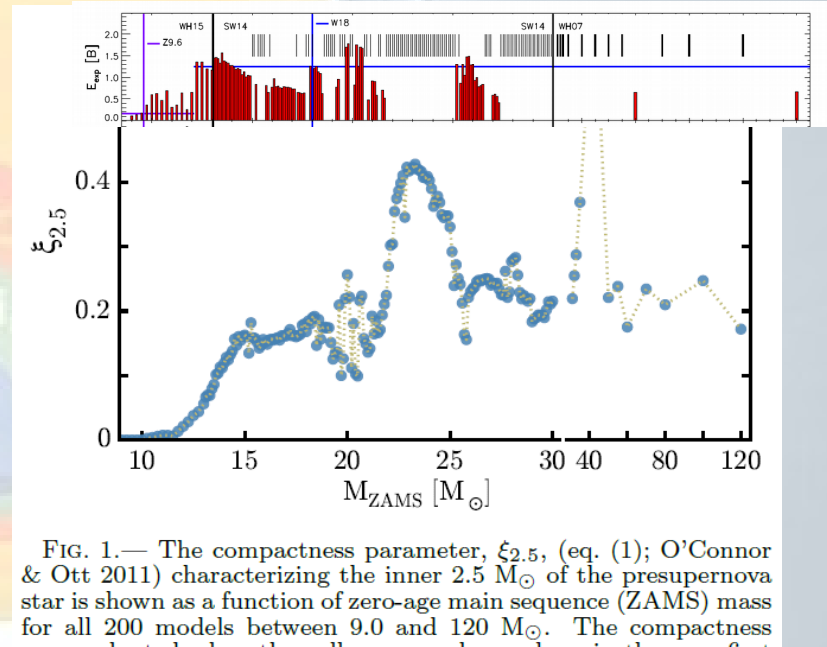 WH15 SW14 W18 SW14 WH07
Z9.6
E_exp [B]
2.0
1.5
1.0
0.5
0.0
ξ2.5
0.4
0.2
0
10 15 20 25 30 40 80 120
M_ZAMS [M⊙]
FIG. 1.— The compactness parameter, ξ2.5, (eq. (1); O'Connor
& Ott 2011) characterizing the inner 2.5 M⊙ of the presupernova
star is shown as a function of zero-age main sequence (ZAMS) mass
for all 200 models between 9.0 and 120 M⊙. The compactness